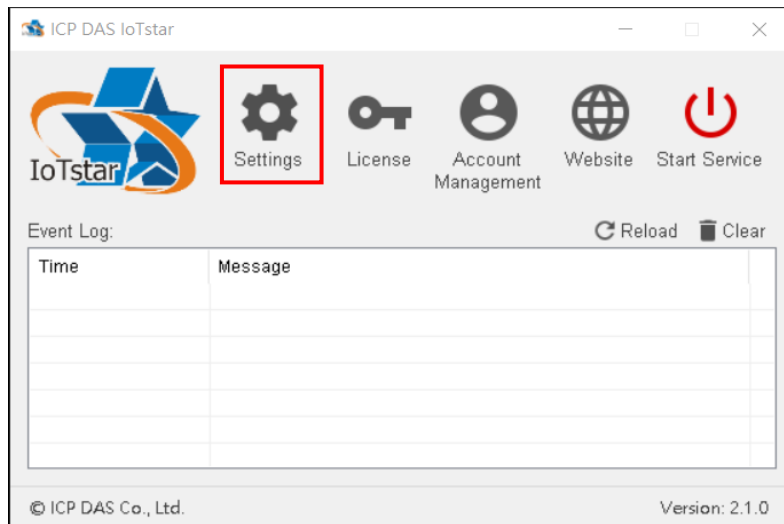 ICP DAS IoTstar
IoTstar
Settings
License
Account
Management
Website
Start Service
Event Log:
Reload
Clear
Time
Message
© ICP DAS Co., Ltd.
Version: 2.1.0